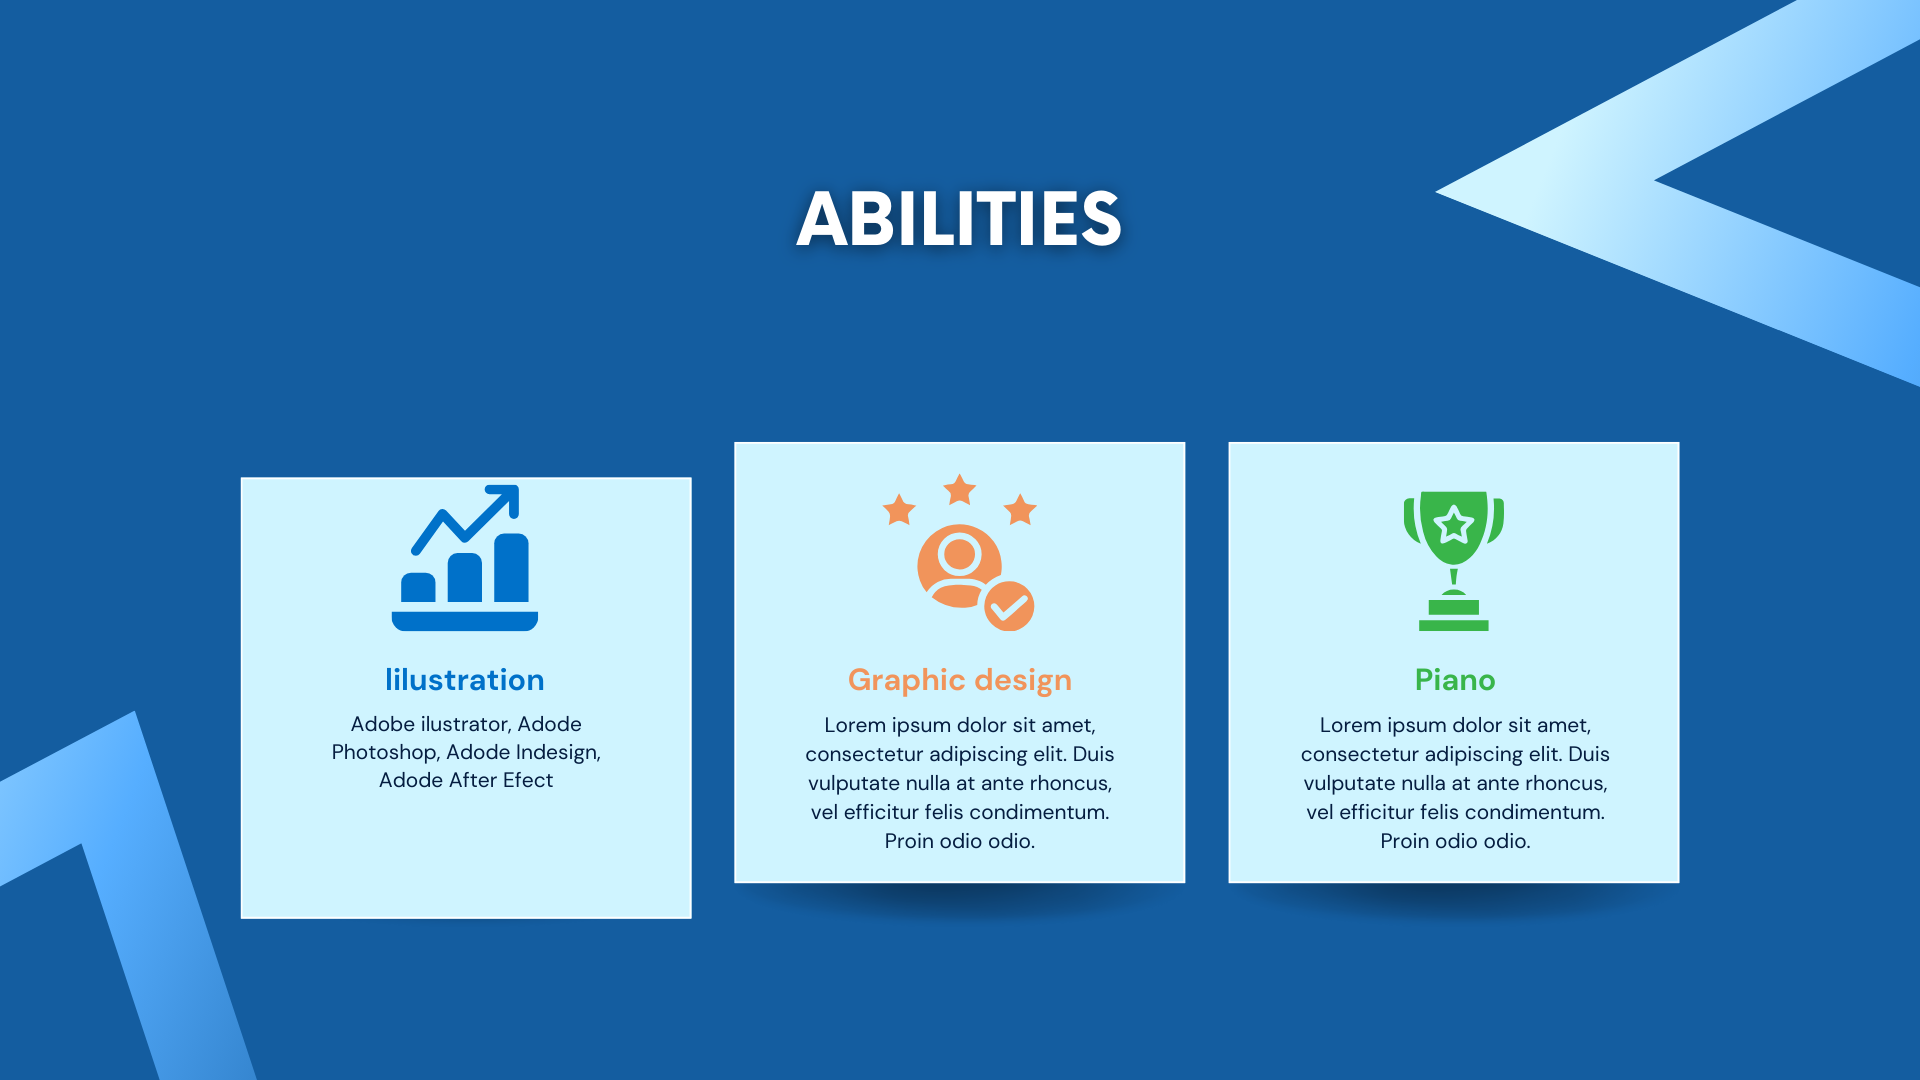 ABILITIES
lilustration
Adobe ilustrator, Adode
Photoshop, Adode Indesign,
Adode After Efect
Graphic design
Lorem ipsum dolor sit amet,
consectetur adipiscing elit. Duis
vulputate nulla at ante rhoncus,
vel efficitur felis condimentum.
Proin odio odio.
Piano
Lorem ipsum dolor sit amet,
consectetur adipiscing elit. Duis
vulputate nulla at ante rhoncus,
vel efficitur felis condimentum.
Proin odio odio.